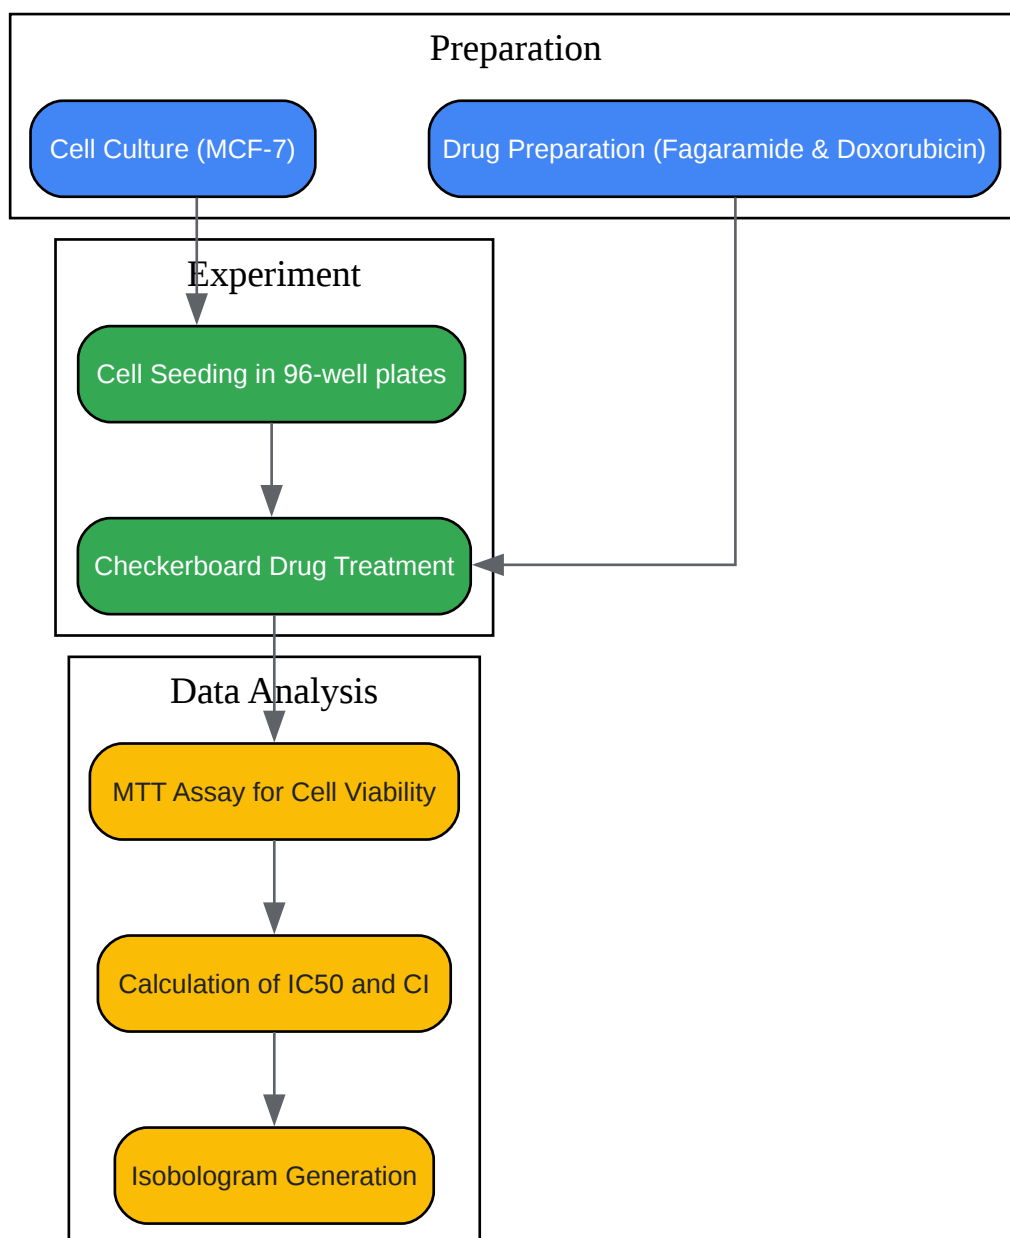 Preparation
Cell Culture (MCF-7)
Drug Preparation (Fagaramide & Doxorubicin)
Experiment
Cell Seeding in 96-well plates
Checkerboard Drug Treatment
Data Analysis
MTT Assay for Cell Viability
Calculation of IC50 and CI
Isobologram Generation